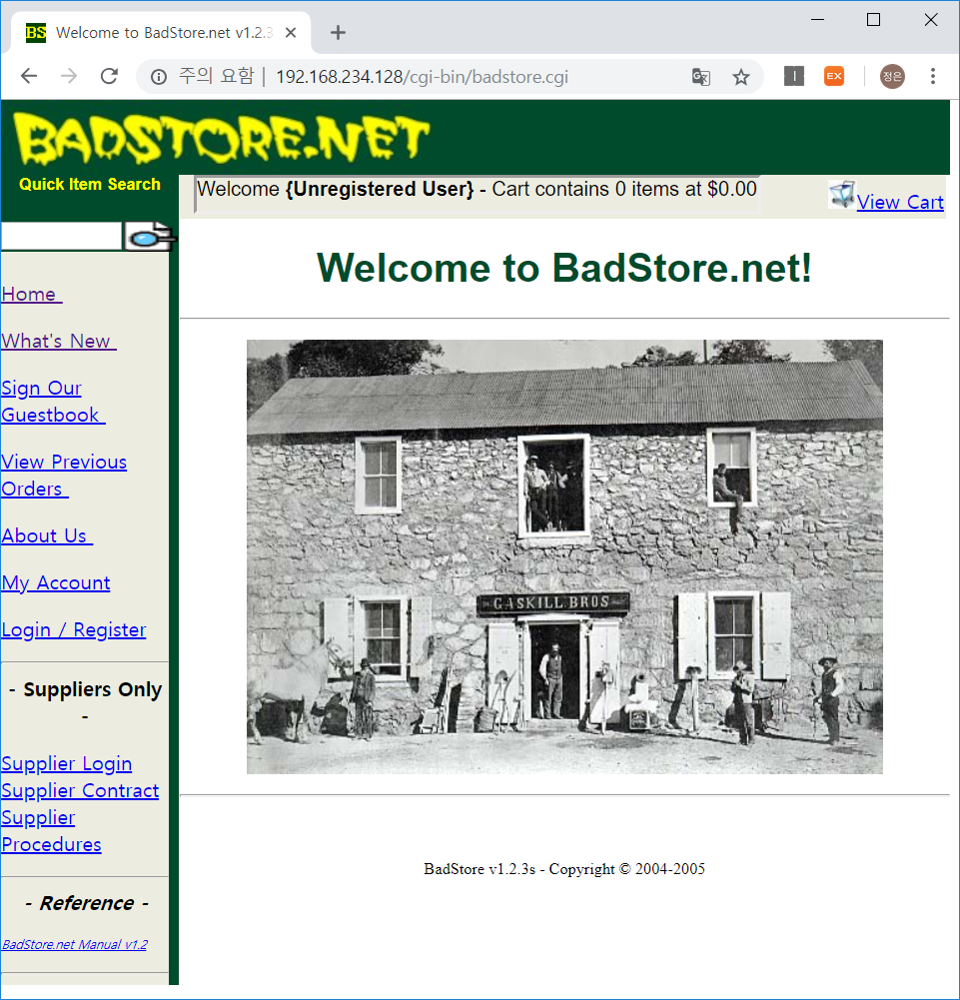 BS Welcome to BadStore.net v1.2.3
주의 요함 | 192.168.234.128/cgi-bin/badstore.cgi EX 정은
BADSTORE.NET
Quick Item Search
Welcome {Unregistered User} - Cart contains 0 items at $0.00 View Cart
Welcome to BadStore.net!
Home
What's New
Sign Our
Guestbook
View Previous
Orders
About Us
My Account
Login / Register
GASKILL BROS
- Suppliers Only
-
Supplier Login
Supplier Contract
Supplier
Procedures
BadStore v1.2.3s - Copyright © 2004-2005
- Reference -
BadStore.net Manual v1.2